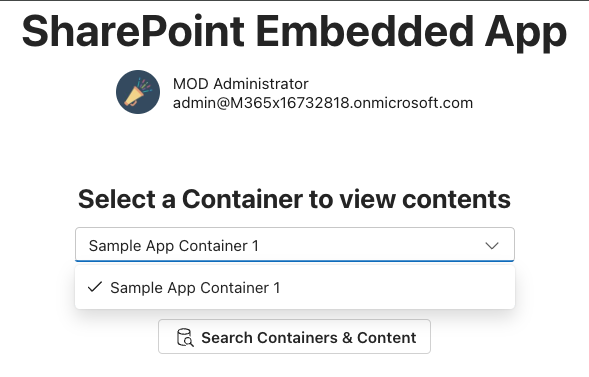 SharePoint Embedded App
MOD Administrator
admin@M365x16732818.onmicrosoft.com
Select a Container to view contents
Sample App Container 1
Sample App Container 1
Search Containers & Content